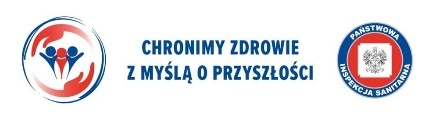 CHRONIMY ZDROWIE
Z MYŚLĄ O PRZYSZŁOŚCI
PAŃSTWOWA
INSPEKCJA SANITARNA